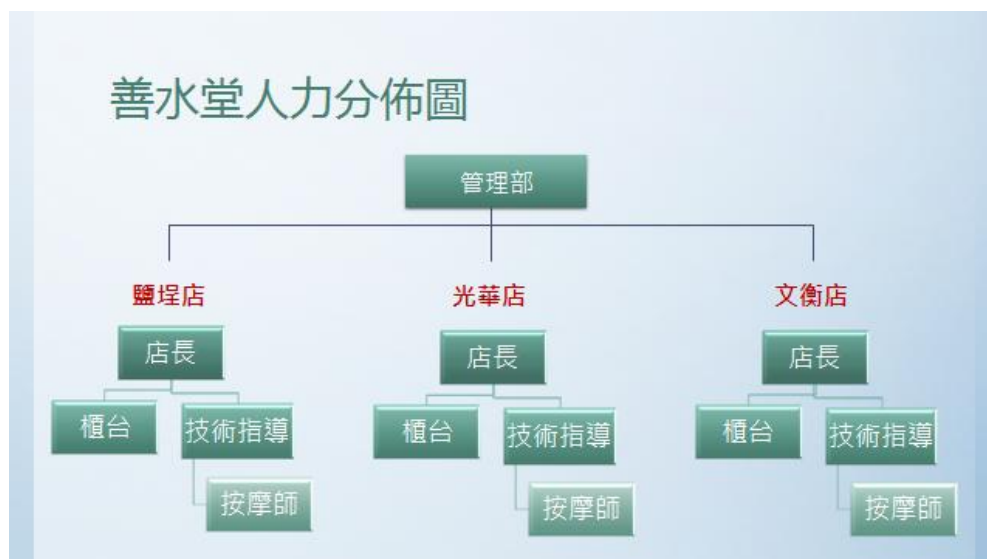 善水堂人力分佈圖
管理部
鹽埕店 光華店 文衡店
店長 店長 店長
櫃台 技術指導 櫃台 技術指導 櫃台 技術指導
按摩師 按摩師 按摩師